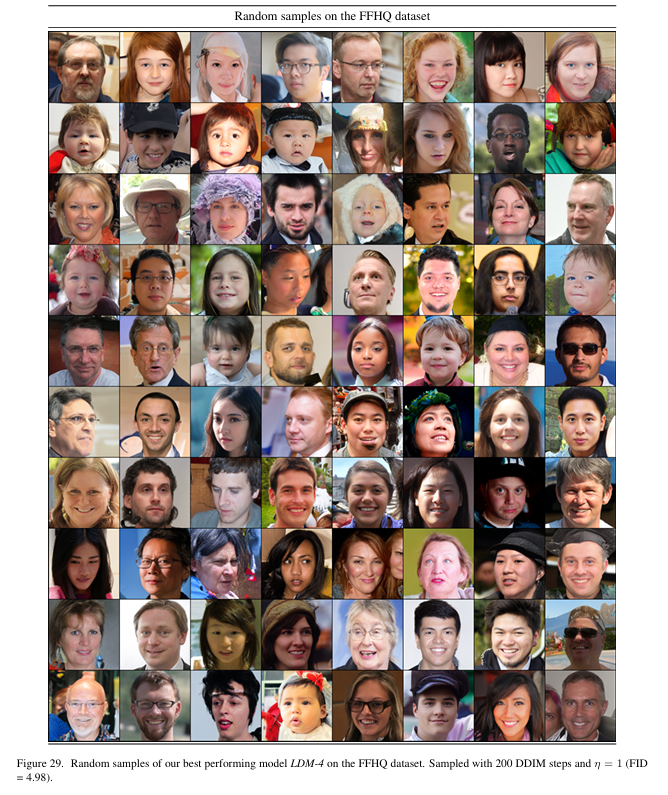 Random samples on the FFHQ dataset
Figure 29. Random samples of our best performing model LDM-4 on the FFHQ dataset. Sampled with 200 DDIM steps and η = 1 (FID
= 4.98).